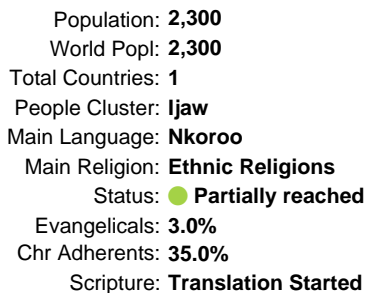 Population: 2,300
World Popl: 2,300
Total Countries: 1
People Cluster: Ijaw
Main Language: Nkoroo
Main Religion: Ethnic Religions
Status: Partially reached
Evangelicals: 3.0%
Chr Adherents: 35.0%
Scripture: Translation Started